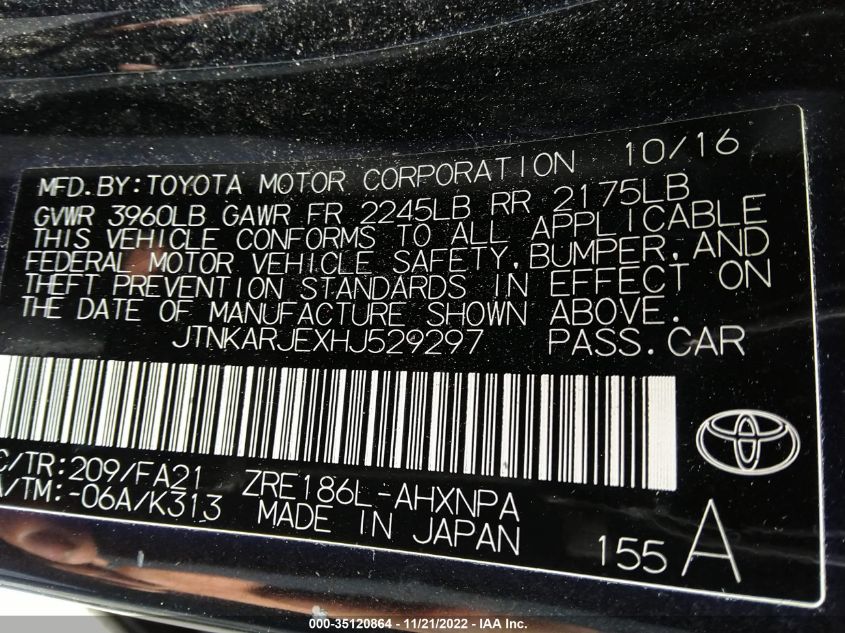 10/16
MFD.BY:TOYOTA MOTOR CORPORATION
GVWR 3960LB GAWR FR 2245LB RR 2175LB
THIS VEHICLE CONFORMS TO ALL APPLICABLE
FEDERAL MOTOR VEHICLE SAFETY,BUMPER,AND
THEFT PREVENTION STANDARDS IN EFFECT ON
THE DATE OF MANUFACTURE SHOWN ABOVE.
JTNKARJEXHJ529297 PASS.CAR
C/TR:209/FA21 ZRE186L-AHXNPA
A/TM:-06A/K313 MADE IN JAPAN
155 A
000-35120864 - 11/21/2022 - IAA Inc.